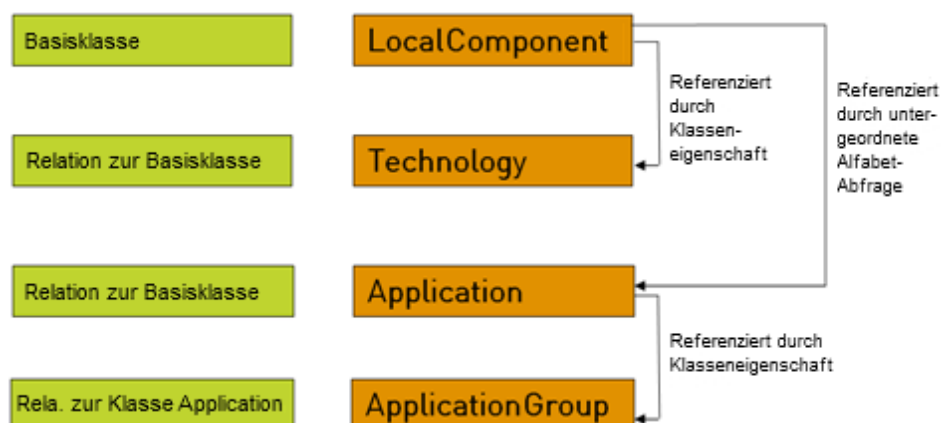 Basisklasse
LocalComponent
Referenziert
durch
Klassen-
eigenschaft
Referenziert
durch unter-
geordnete
Alfabet-
Abfrage
Relation zur Basisklasse
Technology
Relation zur Basisklasse
Application
Referenziert durch
Klasseneigenschaft
Rela. zur Klasse Application
ApplicationGroup